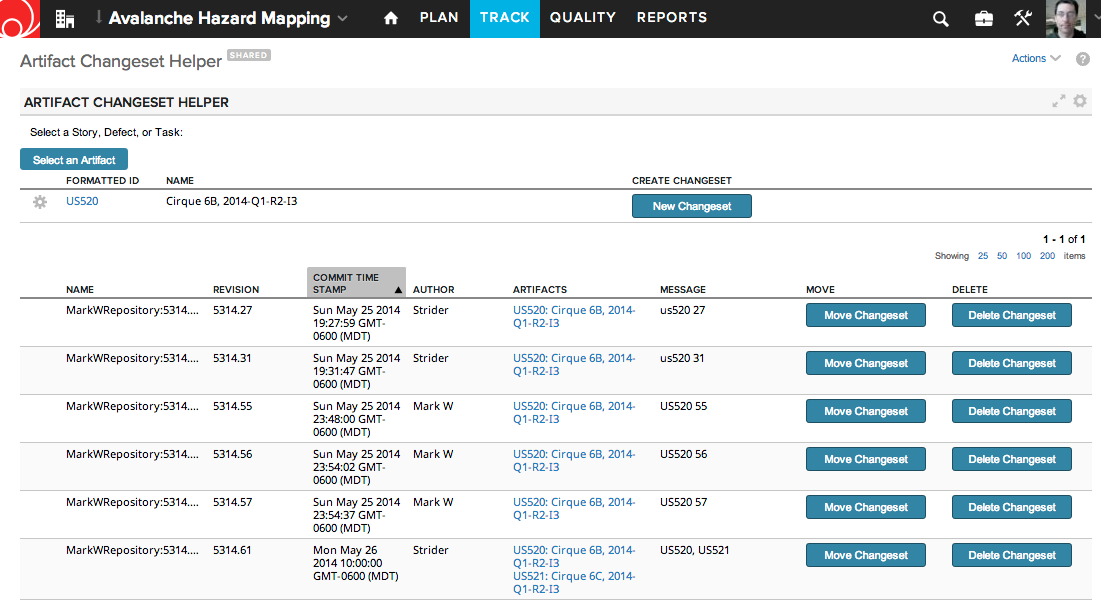 Avalanche Hazard Mapping PLAN TRACK QUALITY REPORTS
Artifact Changeset Helper SHARED Actions ?
ARTIFACT CHANGESET HELPER
Select a Story, Defect, or Task:
Select an Artifact
FORMATTED ID NAME CREATE CHANGESET
US520 Cirque 6B, 2014-Q1-R2-I3 New Changeset
1 - 1 of 1
Showing 25 50 100 200 items
COMMIT TIME
NAME REVISION STAMP ▲ AUTHOR ARTIFACTS MESSAGE MOVE DELETE
MarkWRepository:5314.... 5314.27 Sun May 25 2014 Strider US520: Cirque 6B, 2014- us520 27 Move Changeset Delete Changeset
19:27:59 GMT- Q1-R2-I3
0600 (MDT)
MarkWRepository:5314.... 5314.31 Sun May 25 2014 Strider US520: Cirque 6B, 2014- us520 31 Move Changeset Delete Changeset
19:31:47 GMT- Q1-R2-I3
0600 (MDT)
MarkWRepository:5314.... 5314.55 Sun May 25 2014 Mark W US520: Cirque 6B, 2014- US520 55 Move Changeset Delete Changeset
23:48:00 GMT- Q1-R2-I3
0600 (MDT)
MarkWRepository:5314.... 5314.56 Sun May 25 2014 Mark W US520: Cirque 6B, 2014- US520 56 Move Changeset Delete Changeset
23:54:02 GMT- Q1-R2-I3
0600 (MDT)
MarkWRepository:5314.... 5314.57 Sun May 25 2014 Mark W US520: Cirque 6B, 2014- US520 57 Move Changeset Delete Changeset
23:54:37 GMT- Q1-R2-I3
0600 (MDT)
MarkWRepository:5314.... 5314.61 Mon May 26 Strider US520: Cirque 6B, 2014- US520, US521 Move Changeset Delete Changeset
2014 10:00:00 Q1-R2-I3
GMT-0600 (MDT) US521: Cirque 6C, 2014-
Q1-R2-I3